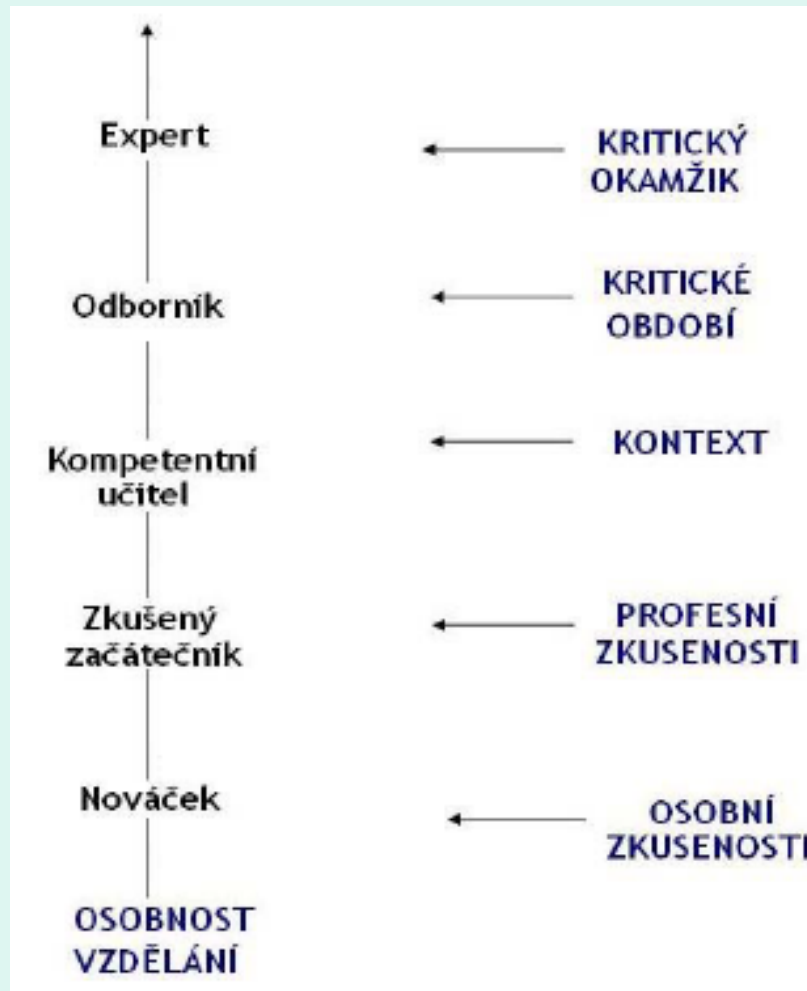 Expert
KRITICKÝ
OKAMŽIK
Odborník
KRITICKÉ
OBDOBÍ
Kompetentní
učitel
KONTEXT
Zkušený
začátečník
PROFESNÍ
ZKUSENOSTI
Nováček
OSOBNÍ
ZKUSENOSTI
OSOBNOST
VZDĚLÁNÍ